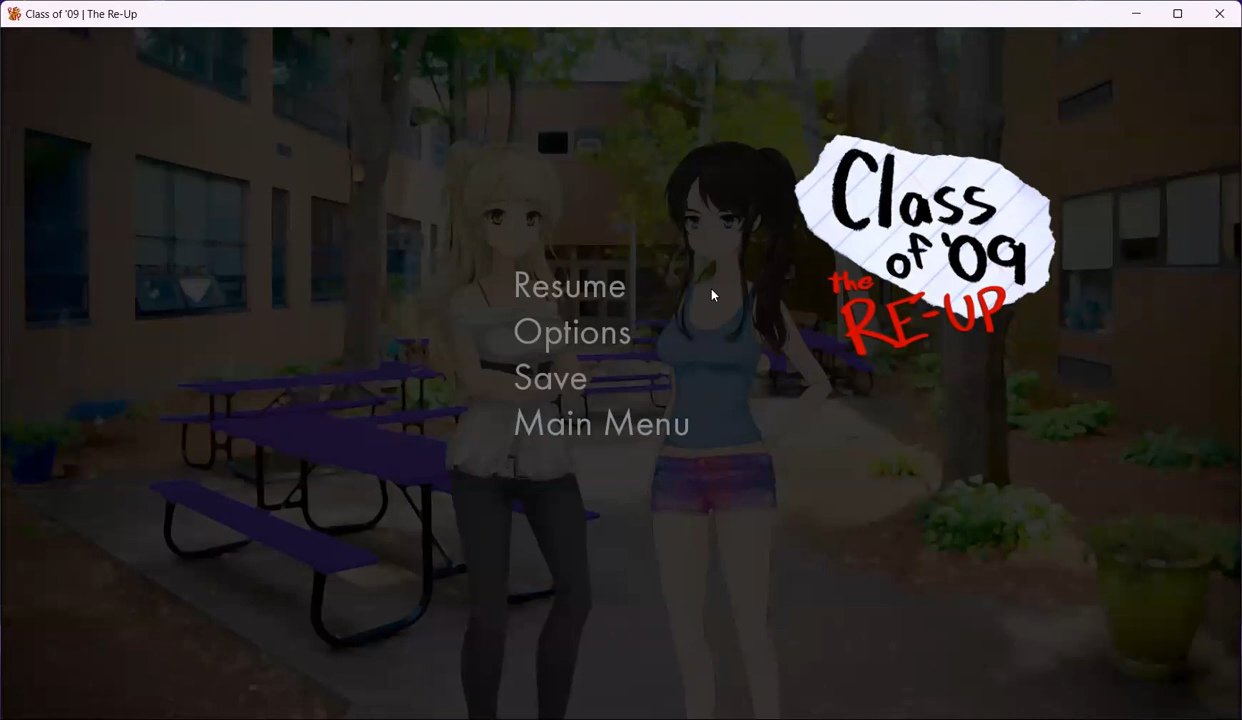 Class of '09 | The Re-Up
Class
of '09
the
RE-UP
Resume
Options
Save
Main Menu